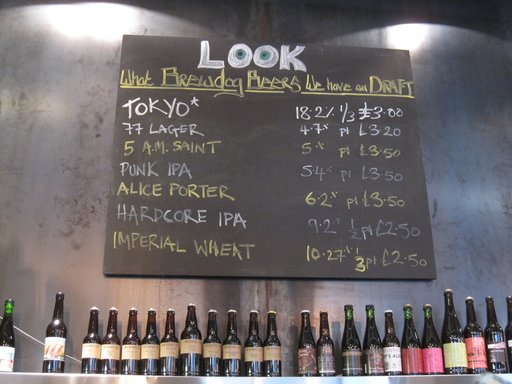 LOOK
What BREWDOG BEERS We Have on DRAFT
TOKYO* 18.2% 1/3 £3.00
77 LAGER 4.7% pt £3.20
5 A.M. SAINT 5% pt £3.50
PUNK IPA 5.4% pt £3.50
ALICE PORTER 6.2% pt £3.50
HARDCORE IPA 9.2% 1/2 pt £2.50
IMPERIAL WHEAT 10.27% 1/3 pt £2.50